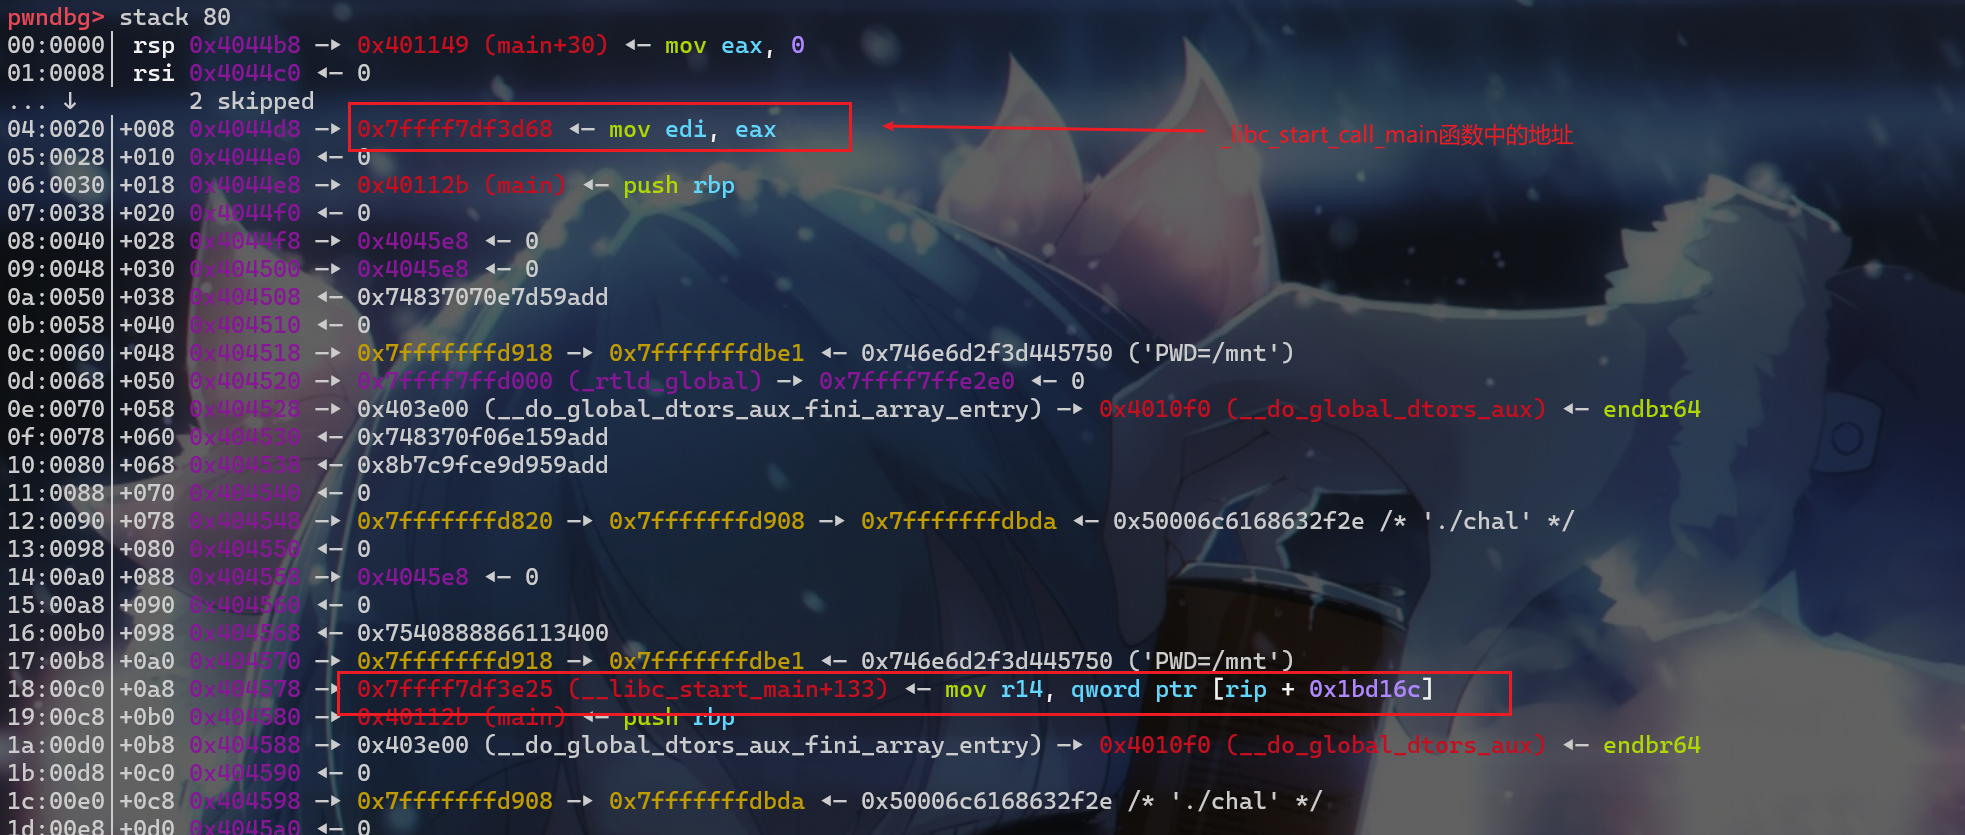 pwndbg> stack 80
00:0000│ rsp 0x4044b8 —▸ 0x401149 (main+30) ◂— mov eax, 0
01:0008│ rsi 0x4044c0 ◂— 0
... ↓ 2 skipped
04:0020│+008 0x4044d8 —▸ 0x7ffff7df3d68 ◂— mov edi, eax
_libc_start_call_main函数中的地址
05:0028│+010 0x4044e0 ◂— 0
06:0030│+018 0x4044e8 —▸ 0x40112b (main) ◂— push rbp
07:0038│+020 0x4044f0 ◂— 0
08:0040│+028 0x4044f8 —▸ 0x4045e8 ◂— 0
09:0048│+030 0x404500 —▸ 0x4045e8 ◂— 0
0a:0050│+038 0x404508 ◂— 0x74837070e7d59add
0b:0058│+040 0x404510 ◂— 0
0c:0060│+048 0x404518 —▸ 0x7fffffffd918 —▸ 0x7fffffffdbe1 ◂— 0x746e6d2f3d445750 ('PWD=/mnt')
0d:0068│+050 0x404520 —▸ 0x7ffff7ffd000 (_rtld_global) —▸ 0x7ffff7ffe2e0 ◂— 0
0e:0070│+058 0x404528 —▸ 0x403e00 (__do_global_dtors_aux_fini_array_entry) —▸ 0x4010f0 (__do_global_dtors_aux) ◂— endbr64
0f:0078│+060 0x404530 ◂— 0x748370f06e159add
10:0080│+068 0x404538 ◂— 0x8b7c9fce9d959add
11:0088│+070 0x404540 ◂— 0
12:0090│+078 0x404548 —▸ 0x7fffffffd820 —▸ 0x7fffffffd908 —▸ 0x7fffffffdbda ◂— 0x50006c6168632f2e /* './chal' */
13:0098│+080 0x404550 ◂— 0
14:00a0│+088 0x404558 —▸ 0x4045e8 ◂— 0
15:00a8│+090 0x404560 ◂— 0
16:00b0│+098 0x404568 ◂— 0x7540888866113400
17:00b8│+0a0 0x404570 —▸ 0x7fffffffd918 —▸ 0x7fffffffdbe1 ◂— 0x746e6d2f3d445750 ('PWD=/mnt')
18:00c0│+0a8 0x404578 —▸ 0x7ffff7df3e25 (__libc_start_main+133) ◂— mov r14, qword ptr [rip + 0x1bd16c]
19:00c8│+0b0 0x404580 —▸ 0x40112b (main) ◂— push rbp
1a:00d0│+0b8 0x404588 —▸ 0x403e00 (__do_global_dtors_aux_fini_array_entry) —▸ 0x4010f0 (__do_global_dtors_aux) ◂— endbr64
1b:00d8│+0c0 0x404590 ◂— 0
1c:00e0│+0c8 0x404598 —▸ 0x7fffffffd908 —▸ 0x7fffffffdbda ◂— 0x50006c6168632f2e /* './chal' */
1d:00e8│+0d0 0x4045a0 ◂— 0